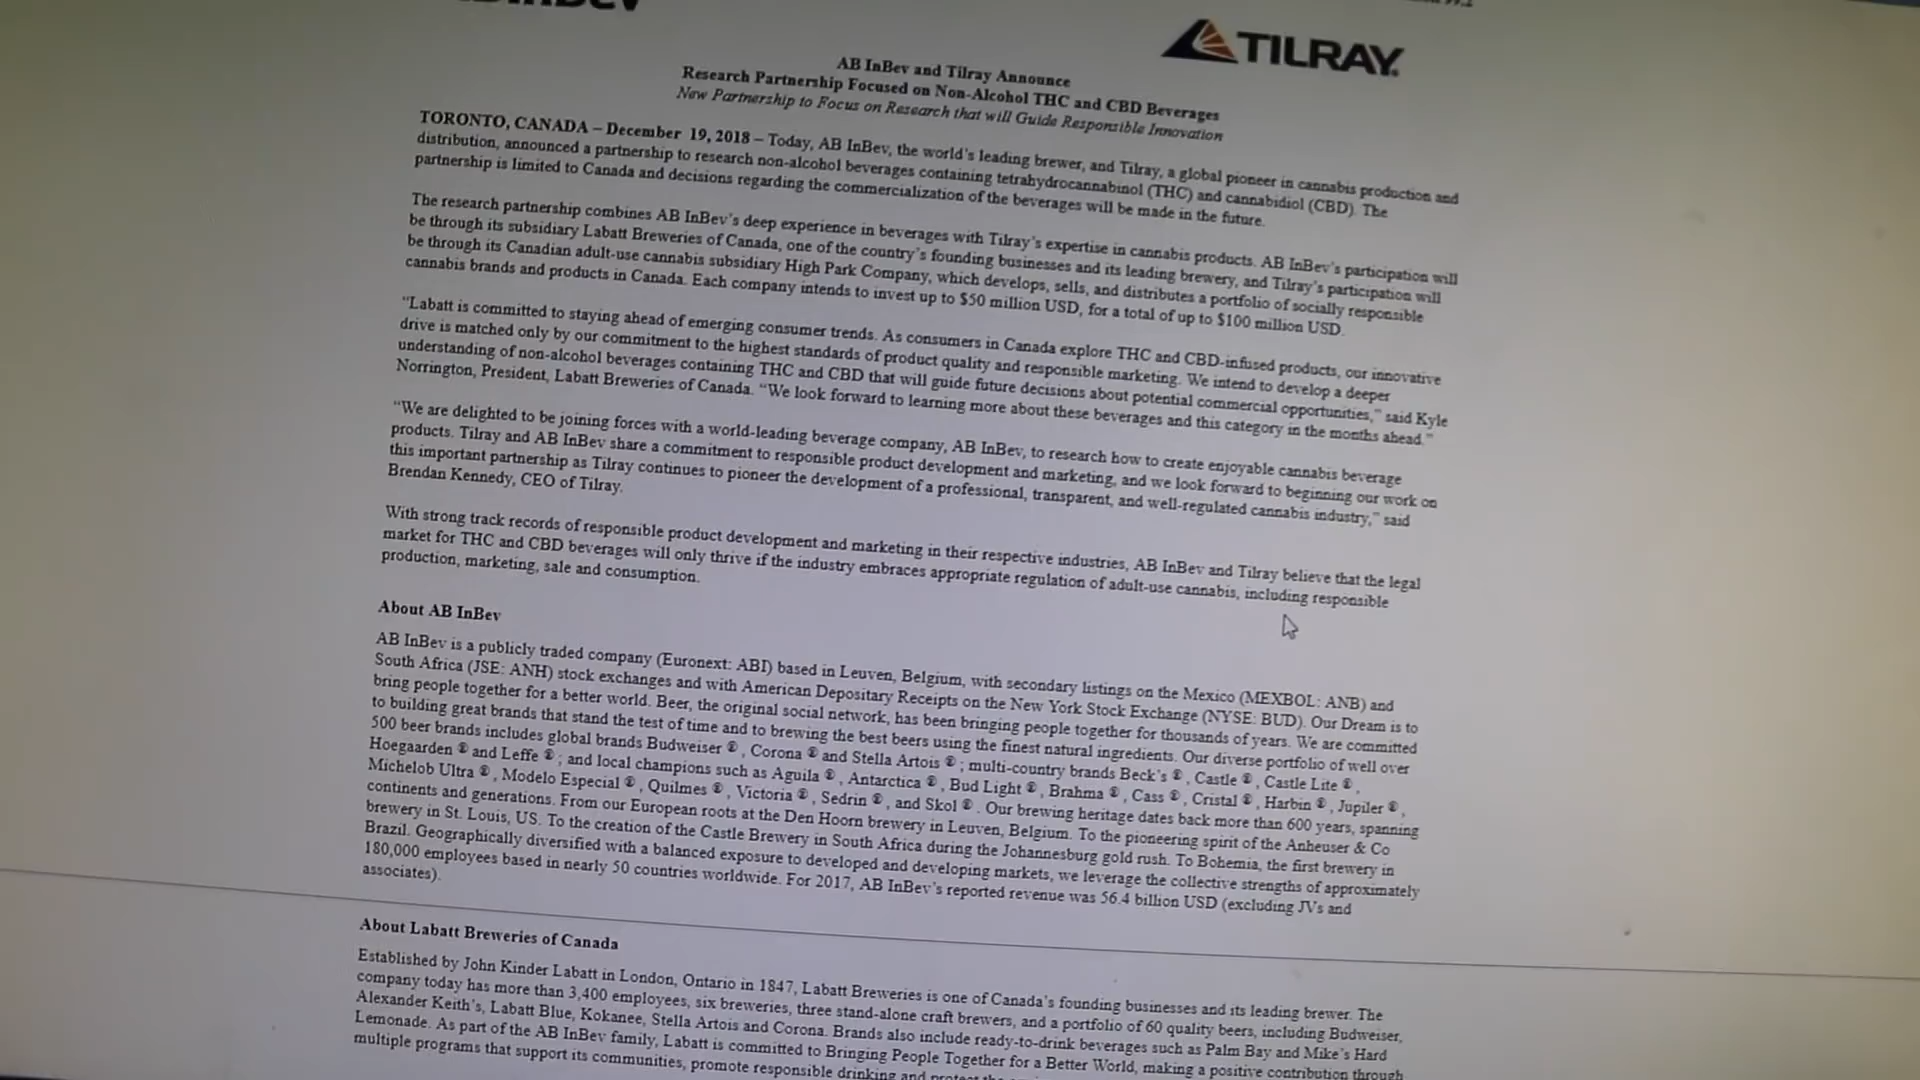 TILRAY
AB InBev and Tilray Announce
Research Partnership Focused on Non-Alcohol THC and CBD Beverages
New Partnership to Focus on Research that will Guide Responsible Innovation
TORONTO, CANADA – December 19, 2018 – Today, AB InBev, the world's leading brewer, and Tilray, a global pioneer in cannabis production and
distribution, announced a partnership to research non-alcohol beverages containing tetrahydrocannabinol (THC) and cannabidiol (CBD). The
partnership is limited to Canada and decisions regarding the commercialization of the beverages will be made in the future.
The research partnership combines AB InBev's deep experience in beverages with Tilray's expertise in cannabis products. AB InBev's participation will
be through its subsidiary Labatt Breweries of Canada, one of the country's founding businesses and its leading brewery, and Tilray's participation will
be through its Canadian adult-use cannabis subsidiary High Park Company, which develops, sells, and distributes a portfolio of socially responsible
cannabis brands and products in Canada. Each company intends to invest up to $50 million USD, for a total of up to $100 million USD.
"Labatt is committed to staying ahead of emerging consumer trends. As consumers in Canada explore THC and CBD-infused products, our innovative
drive is matched only by our commitment to the highest standards of product quality and responsible marketing. We intend to develop a deeper
understanding of non-alcohol beverages containing THC and CBD that will guide future decisions about potential commercial opportunities," said Kyle
Norrington, President, Labatt Breweries of Canada. "We look forward to learning more about these beverages and this category in the months ahead."
"We are delighted to be joining forces with a world-leading beverage company, AB InBev, to research how to create enjoyable cannabis beverage
products. Tilray and AB InBev share a commitment to responsible product development and marketing, and we look forward to beginning our work on
this important partnership as Tilray continues to pioneer the development of a professional, transparent, and well-regulated cannabis industry," said
Brendan Kennedy, CEO of Tilray.
With strong track records of responsible product development and marketing in their respective industries, AB InBev and Tilray believe that the legal
market for THC and CBD beverages will only thrive if the industry embraces appropriate regulation of adult-use cannabis, including responsible
production, marketing, sale and consumption.
About AB InBev
AB InBev is a publicly traded company (Euronext: ABI) based in Leuven, Belgium, with secondary listings on the Mexico (MEXBOL: ANB) and
South Africa (JSE: ANH) stock exchanges and with American Depositary Receipts on the New York Stock Exchange (NYSE: BUD). Our Dream is to
bring people together for a better world. Beer, the original social network, has been bringing people together for thousands of years. We are committed
to building great brands that stand the test of time and to brewing the best beers using the finest natural ingredients. Our diverse portfolio of well over
500 beer brands includes global brands Budweiser ®, Corona ® and Stella Artois ®; multi-country brands Beck's ®, Castle ®, Castle Lite ®,
Hoegaarden ® and Leffe ®; and local champions such as Aguila ®, Antarctica ®, Bud Light ®, Brahma ®, Cass ®, Cristal ®, Harbin ®, Jupiler ®,
Michelob Ultra ®, Modelo Especial ®, Quilmes ®, Victoria ®, Sedrin ®, and Skol ®. Our brewing heritage dates back more than 600 years, spanning
continents and generations. From our European roots at the Den Hoorn brewery in Leuven, Belgium. To the pioneering spirit of the Anheuser & Co
brewery in St. Louis, US. To the creation of the Castle Brewery in South Africa during the Johannesburg gold rush. To Bohemia, the first brewery in
Brazil. Geographically diversified with a balanced exposure to developed and developing markets, we leverage the collective strengths of approximately
180,000 employees based in nearly 50 countries worldwide. For 2017, AB InBev's reported revenue was 56.4 billion USD (excluding JVs and
associates).
About Labatt Breweries of Canada
Established by John Kinder Labatt in London, Ontario in 1847, Labatt Breweries is one of Canada's founding businesses and its leading brewer. The
company today has more than 3,400 employees, six breweries, three stand-alone craft brewers, and a portfolio of 60 quality beers, including Budweiser,
Alexander Keith's, Labatt Blue, Kokanee, Stella Artois and Corona. Brands also include ready-to-drink beverages such as Palm Bay and Mike's Hard
Lemonade. As part of the AB InBev family, Labatt is committed to Bringing People Together for a Better World, making a positive contribution through
multiple programs that support its communities, promote responsible drinking and